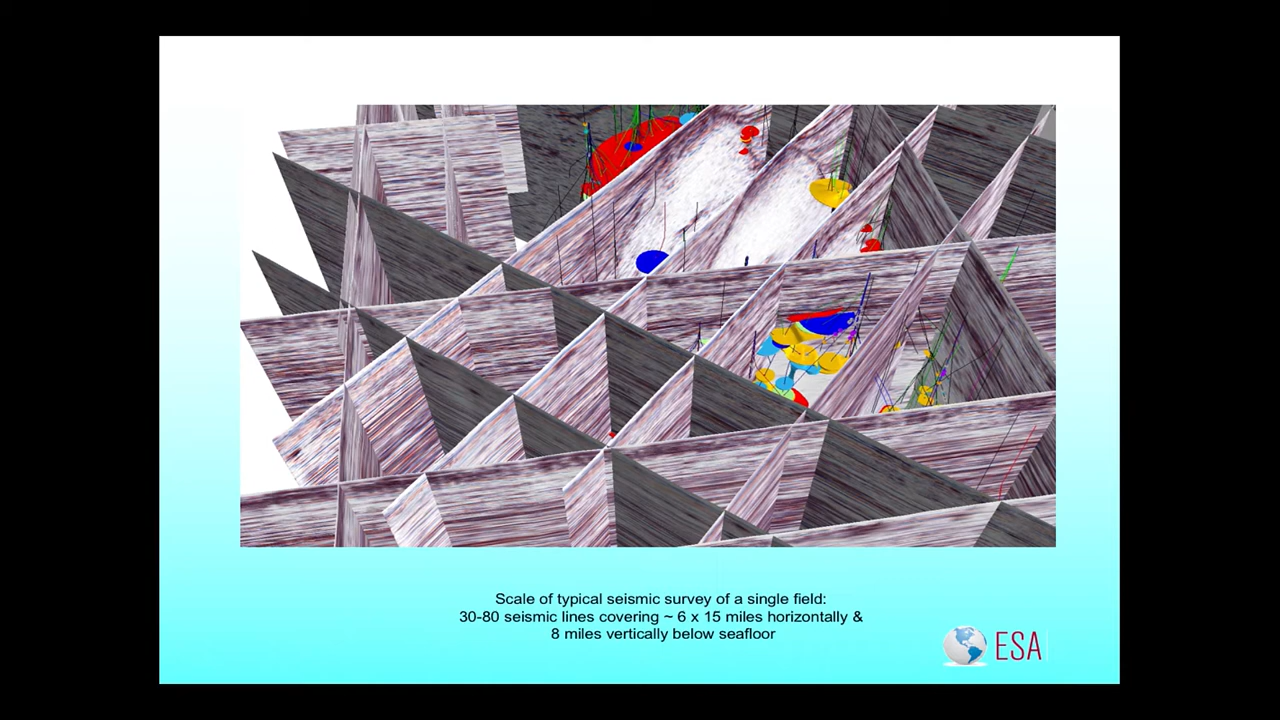 Scale of typical seismic survey of a single field:
30-80 seismic lines covering ~ 6 x 15 miles horizontally &
8 miles vertically below seafloor
ESA